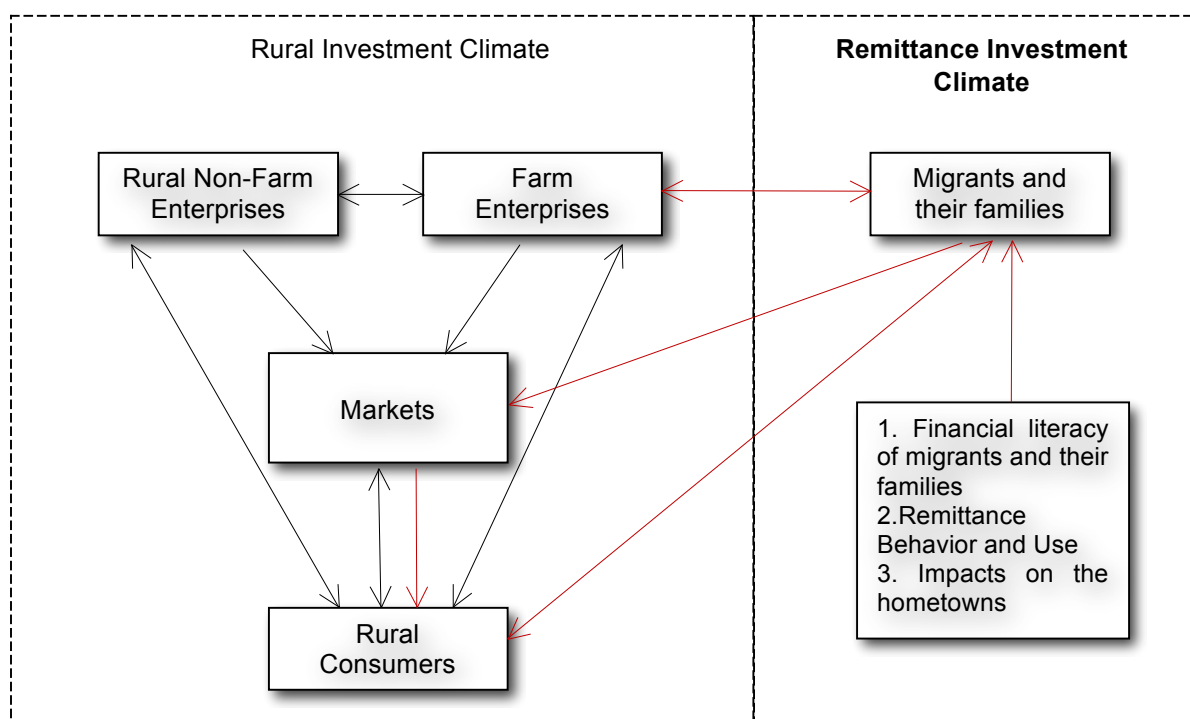 Rural Investment Climate
Remittance Investment
Climate
Rural Non-Farm
Enterprises
Farm
Enterprises
Migrants and
their families
Markets
1. Financial literacy
of migrants and their
families
2.Remittance
Behavior and Use
3. Impacts on the
hometowns
Rural
Consumers